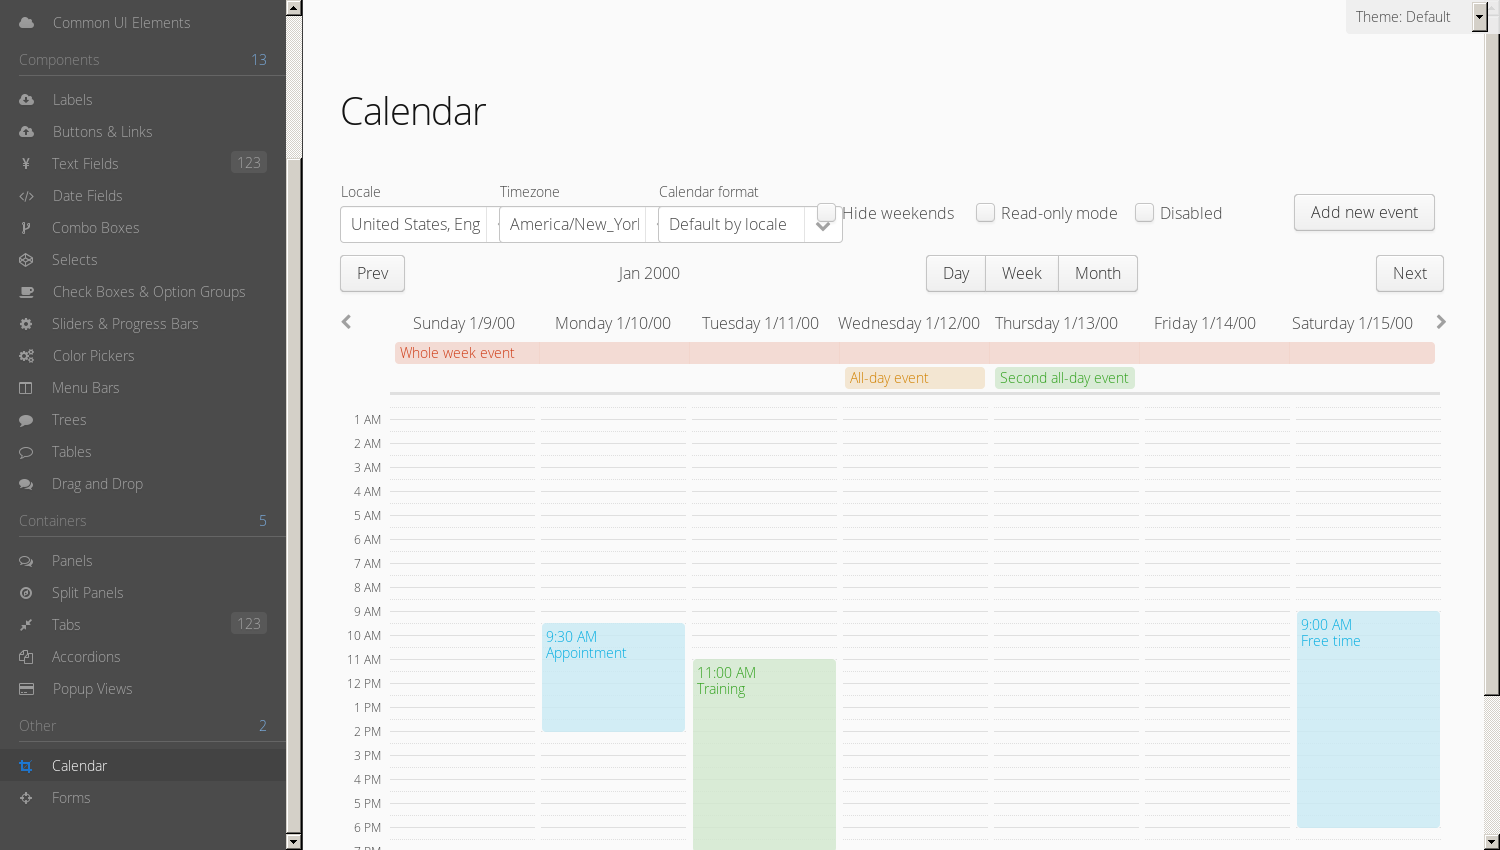 Common UI Elements
Components 13
Labels
Buttons & Links
Text Fields 123
Date Fields
Combo Boxes
Selects
Check Boxes & Option Groups
Sliders & Progress Bars
Color Pickers
Menu Bars
Trees
Tables
Drag and Drop
Containers 5
Panels
Split Panels
Tabs 123
Accordions
Popup Views
Other 2
Calendar
Forms
Theme: Default
Calendar
Locale Timezone Calendar format
United States, Eng America/New_Yorl Default by locale Hide weekends Read-only mode Disabled Add new event
Prev Jan 2000 Day Week Month Next
Sunday 1/9/00 Monday 1/10/00 Tuesday 1/11/00 Wednesday 1/12/00 Thursday 1/13/00 Friday 1/14/00 Saturday 1/15/00
Whole week event
All-day event Second all-day event
1 AM
2 AM
3 AM
4 AM
5 AM
6 AM
7 AM
8 AM
9 AM
10 AM
11 AM
12 PM
1 PM
2 PM
3 PM
4 PM
5 PM
6 PM
9:30 AM
Appointment
11:00 AM
Training
9:00 AM
Free time